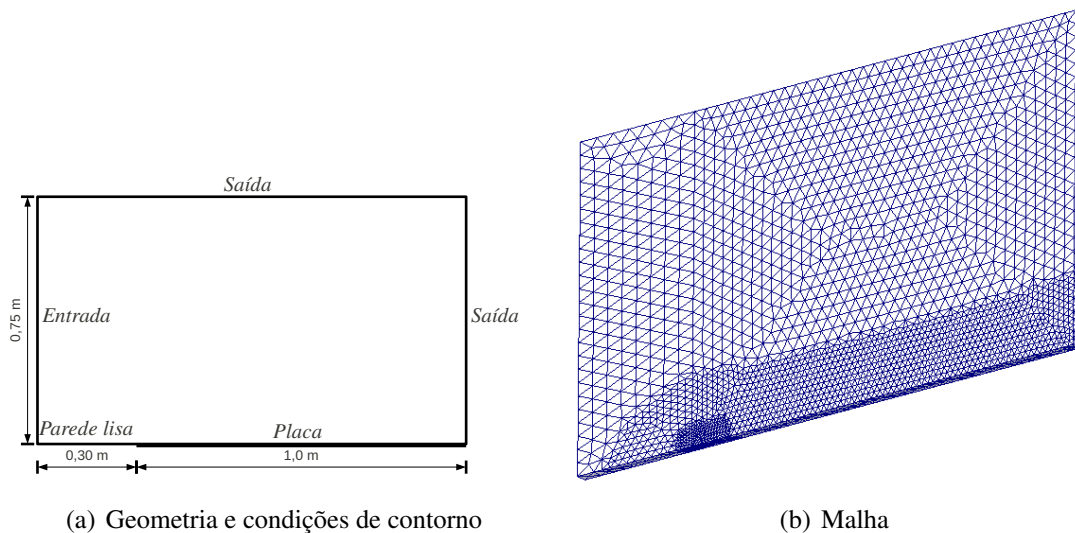 Saída
0,75 m
Entrada
Saída
Parede lisa
Placa
0,30 m
1,0 m
(a) Geometria e condições de contorno
(b) Malha